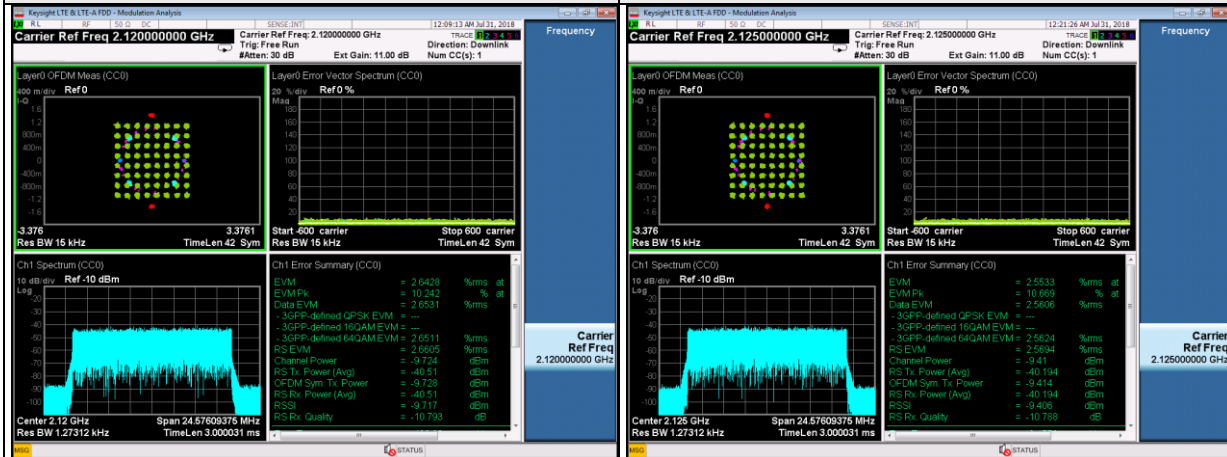 Keysight LTE & LTE-A FDD - Modulation Analysis
LXI RL RF 50 Ω DC SENSE:INT 12:09:13 AM Jul 31, 2018
Carrier Ref Freq 2.120000000 GHz
Carrier Ref Freq: 2.120000000 GHz
TRACE 1 2 3 4 5 6
Trig: Free Run
Direction: Downlink
#Atten: 30 dB Ext Gain: 11.00 dB Num CC(s): 1
Frequency
Layer0 OFDM Meas (CC0)
400 m/div Ref 0
I-Q
1.6
1.2
800m
400m
0
-400m
-800m
-1.2
-1.6
-3.376 3.3761
Res BW 15 kHz TimeLen 42 Sym
Layer0 Error Vector Spectrum (CC0)
20 %/div Ref 0 %
Mag
180
160
140
120
100
80
60
40
20
Start -600 carrier Stop 600 carrier
Res BW 15 kHz TimeLen 42 Sym
Ch1 Spectrum (CC0)
10 dB/div Ref -10 dBm
Log
-20
-30
-40
-50
-60
-70
-80
-90
-100
Center 2.12 GHz Span 24.57609375 MHz
Res BW 1.27312 kHz TimeLen 3.000031 ms
Ch1 Error Summary (CC0)
EVM = 2.6428 %rms at
EVM Pk = 10.242 % at
Data EVM = 2.6531 %rms
- 3GPP-defined QPSK EVM = ---
- 3GPP-defined 16QAM EVM = ---
- 3GPP-defined 64QAM EVM = 2.6511 %rms
RS EVM = 2.6605 %rms
Channel Power = -9.724 dBm
RS Tx. Power (Avg) = -40.51 dBm
OFDM Sym. Tx. Power = -9.728 dBm
RS Rx. Power (Avg) = -40.51 dBm
RSSI = -9.717 dBm
RS Rx. Quality = -10.793 dB
Carrier
Ref Freq
2.120000000 GHz
MSG STATUS
Keysight LTE & LTE-A FDD - Modulation Analysis
LXI RL RF 50 Ω DC SENSE:INT 12:21:26 AM Jul 31, 2018
Carrier Ref Freq 2.125000000 GHz
Carrier Ref Freq: 2.125000000 GHz
TRACE 1 2 3 4 5 6
Trig: Free Run
Direction: Downlink
#Atten: 30 dB Ext Gain: 11.00 dB Num CC(s): 1
Frequency
Layer0 OFDM Meas (CC0)
400 m/div Ref 0
I-Q
1.6
1.2
800m
400m
0
-400m
-800m
-1.2
-1.6
-3.376 3.3761
Res BW 15 kHz TimeLen 42 Sym
Layer0 Error Vector Spectrum (CC0)
20 %/div Ref 0 %
Mag
180
160
140
120
100
80
60
40
20
Start -600 carrier Stop 600 carrier
Res BW 15 kHz TimeLen 42 Sym
Ch1 Spectrum (CC0)
10 dB/div Ref -10 dBm
Log
-20
-30
-40
-50
-60
-70
-80
-90
-100
Center 2.125 GHz Span 24.57609375 MHz
Res BW 1.27312 kHz TimeLen 3.000031 ms
Ch1 Error Summary (CC0)
EVM = 2.5533 %rms at
EVM Pk = 10.669 % at
Data EVM = 2.5606 %rms
- 3GPP-defined QPSK EVM = ---
- 3GPP-defined 16QAM EVM = ---
- 3GPP-defined 64QAM EVM = 2.5624 %rms
RS EVM = 2.5694 %rms
Channel Power = -9.41 dBm
RS Tx. Power (Avg) = -40.194 dBm
OFDM Sym. Tx. Power = -9.414 dBm
RS Rx. Power (Avg) = -40.194 dBm
RSSI = -9.406 dBm
RS Rx. Quality = -10.788 dB
Carrier
Ref Freq
2.125000000 GHz
MSG STATUS